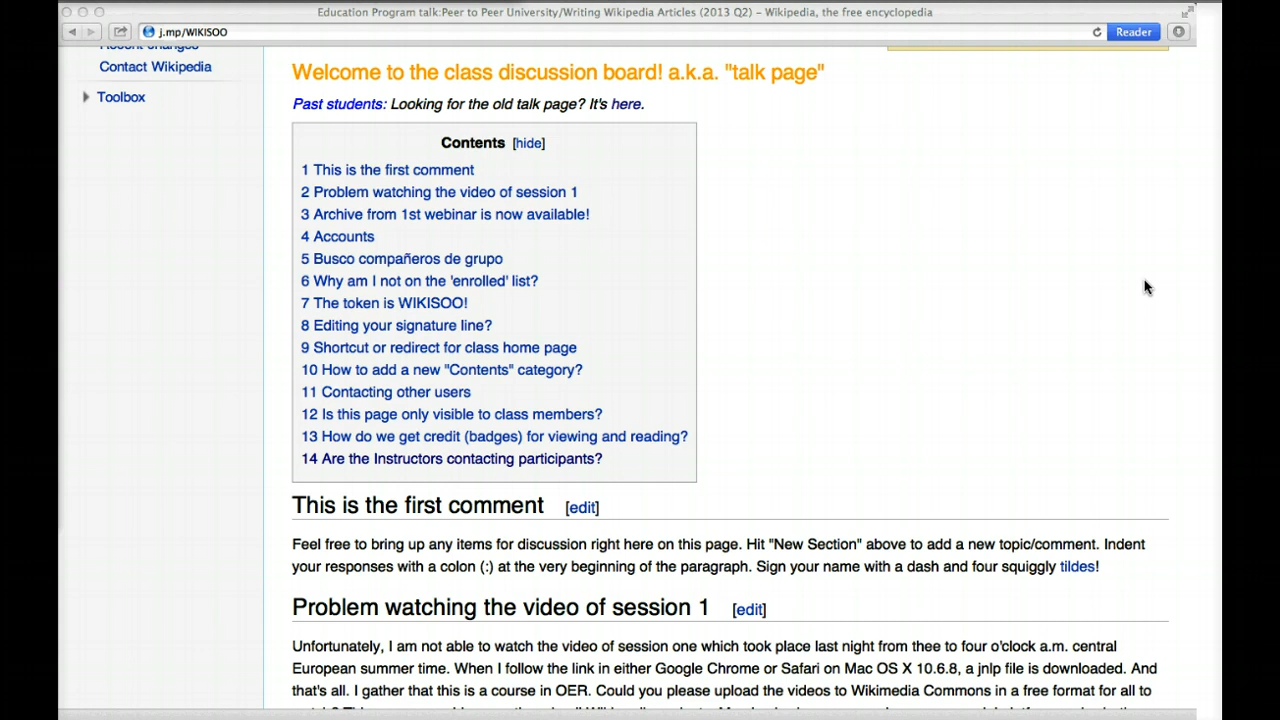 Education Program talk:Peer to Peer University/Writing Wikipedia Articles (2013 Q2) – Wikipedia, the free encyclopedia
j.mp/WIKISOO
Reader
Recent changes
Contact Wikipedia
Toolbox
Welcome to the class discussion board! a.k.a. "talk page"
Past students: Looking for the old talk page? It's here.
Contents [hide]
1 This is the first comment
2 Problem watching the video of session 1
3 Archive from 1st webinar is now available!
4 Accounts
5 Busco compañeros de grupo
6 Why am I not on the 'enrolled' list?
7 The token is WIKISOO!
8 Editing your signature line?
9 Shortcut or redirect for class home page
10 How to add a new "Contents" category?
11 Contacting other users
12 Is this page only visible to class members?
13 How do we get credit (badges) for viewing and reading?
14 Are the Instructors contacting participants?
This is the first comment [edit]
Feel free to bring up any items for discussion right here on this page. Hit "New Section" above to add a new topic/comment. Indent
your responses with a colon (:) at the very beginning of the paragraph. Sign your name with a dash and four squiggly tildes!
Problem watching the video of session 1 [edit]
Unfortunately, I am not able to watch the video of session one which took place last night from thee to four o'clock a.m. central
European summer time. When I follow the link in either Google Chrome or Safari on Mac OS X 10.6.8, a jnlp file is downloaded. And
that's all. I gather that this is a course in OER. Could you please upload the videos to Wikimedia Commons in a free format for all to